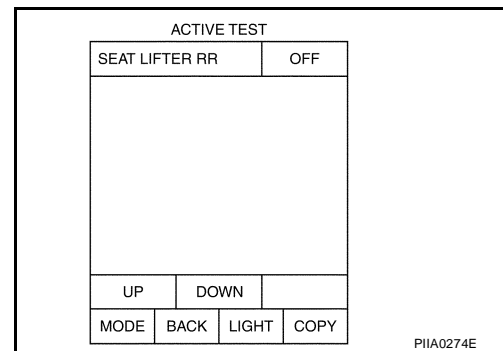 ACTIVE TEST
SEAT LIFTER RR OFF
UP DOWN
MODE BACK LIGHT COPY
PIIA0274E